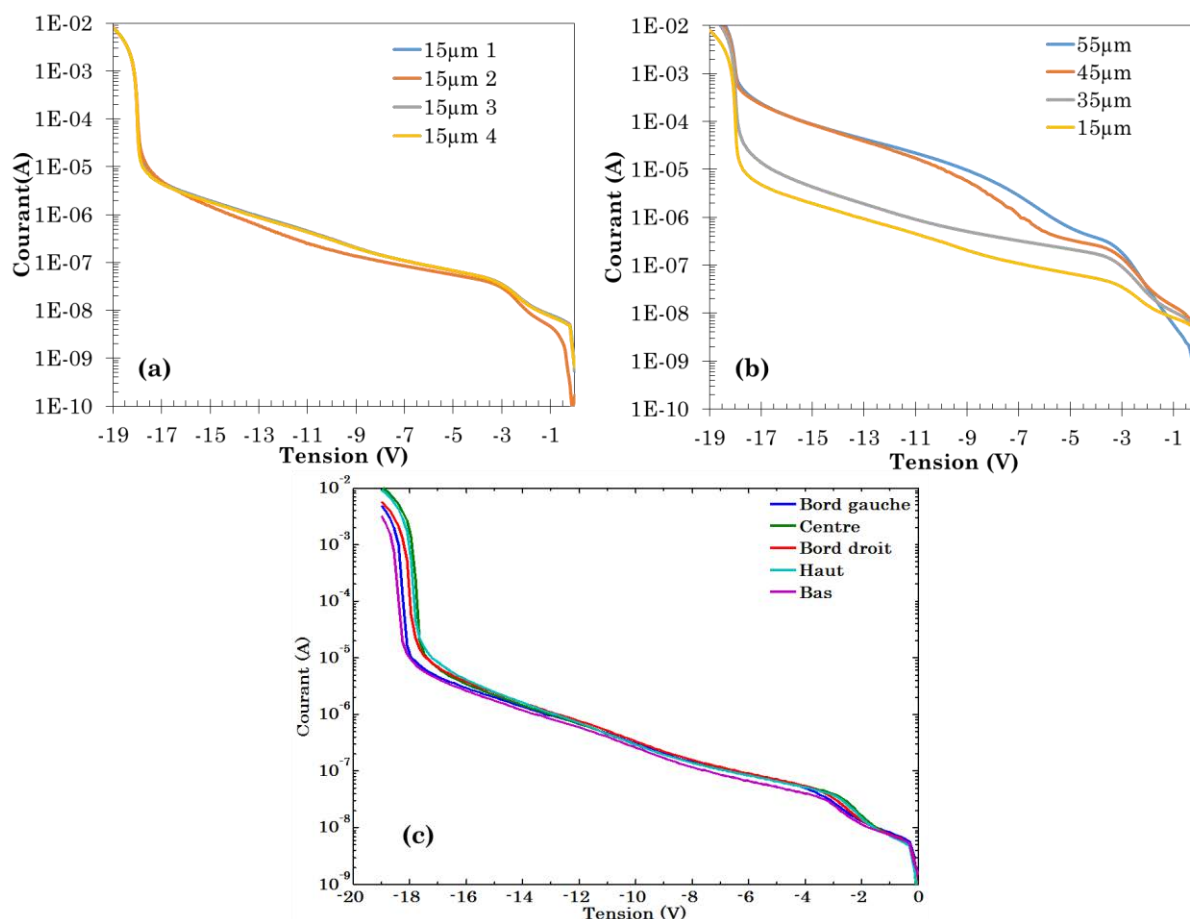 1E-02
1E-03
1E-04
1E-05
1E-06
1E-07
1E-08
1E-09
1E-10
Courant(A)
15µm 1
15µm 2
15µm 3
15µm 4
(a)
-19 -17 -15 -13 -11 -9 -7 -5 -3 -1
Tension (V)
1E-02
1E-03
1E-04
1E-05
1E-06
1E-07
1E-08
1E-09
1E-10
Courant (A)
55µm
45µm
35µm
15µm
(b)
-19 -17 -15 -13 -11 -9 -7 -5 -3 -1
Tension (V)
10⁻²
10⁻³
10⁻⁴
10⁻⁵
10⁻⁶
10⁻⁷
10⁻⁸
10⁻⁹
Courant (A)
Bord gauche
Centre
Bord droit
Haut
Bas
(c)
-20 -18 -16 -14 -12 -10 -8 -6 -4 -2 0
Tension (V)